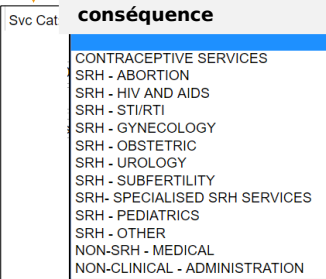 conséquence
Svc Cat
CONTRACEPTIVE SERVICES
SRH - ABORTION
SRH - HIV AND AIDS
SRH - STI/RTI
SRH - GYNECOLOGY
SRH - OBSTETRIC
SRH - UROLOGY
SRH - SUBFERTILITY
SRH- SPECIALISED SRH SERVICES
SRH - PEDIATRICS
SRH - OTHER
NON-SRH - MEDICAL
NON-CLINICAL - ADMINISTRATION